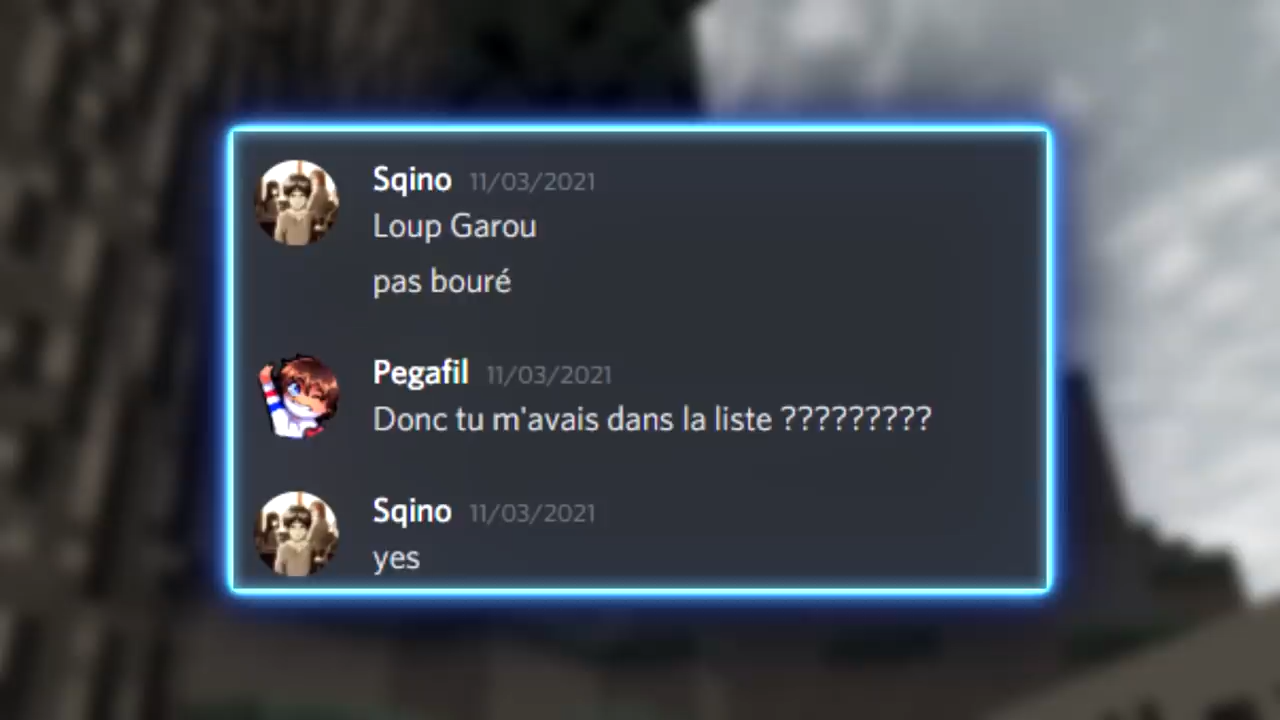 Sqino 11/03/2021
Loup Garou
pas bouré
Pegafil 11/03/2021
Donc tu m'avais dans la liste ?????????
Sqino 11/03/2021
yes